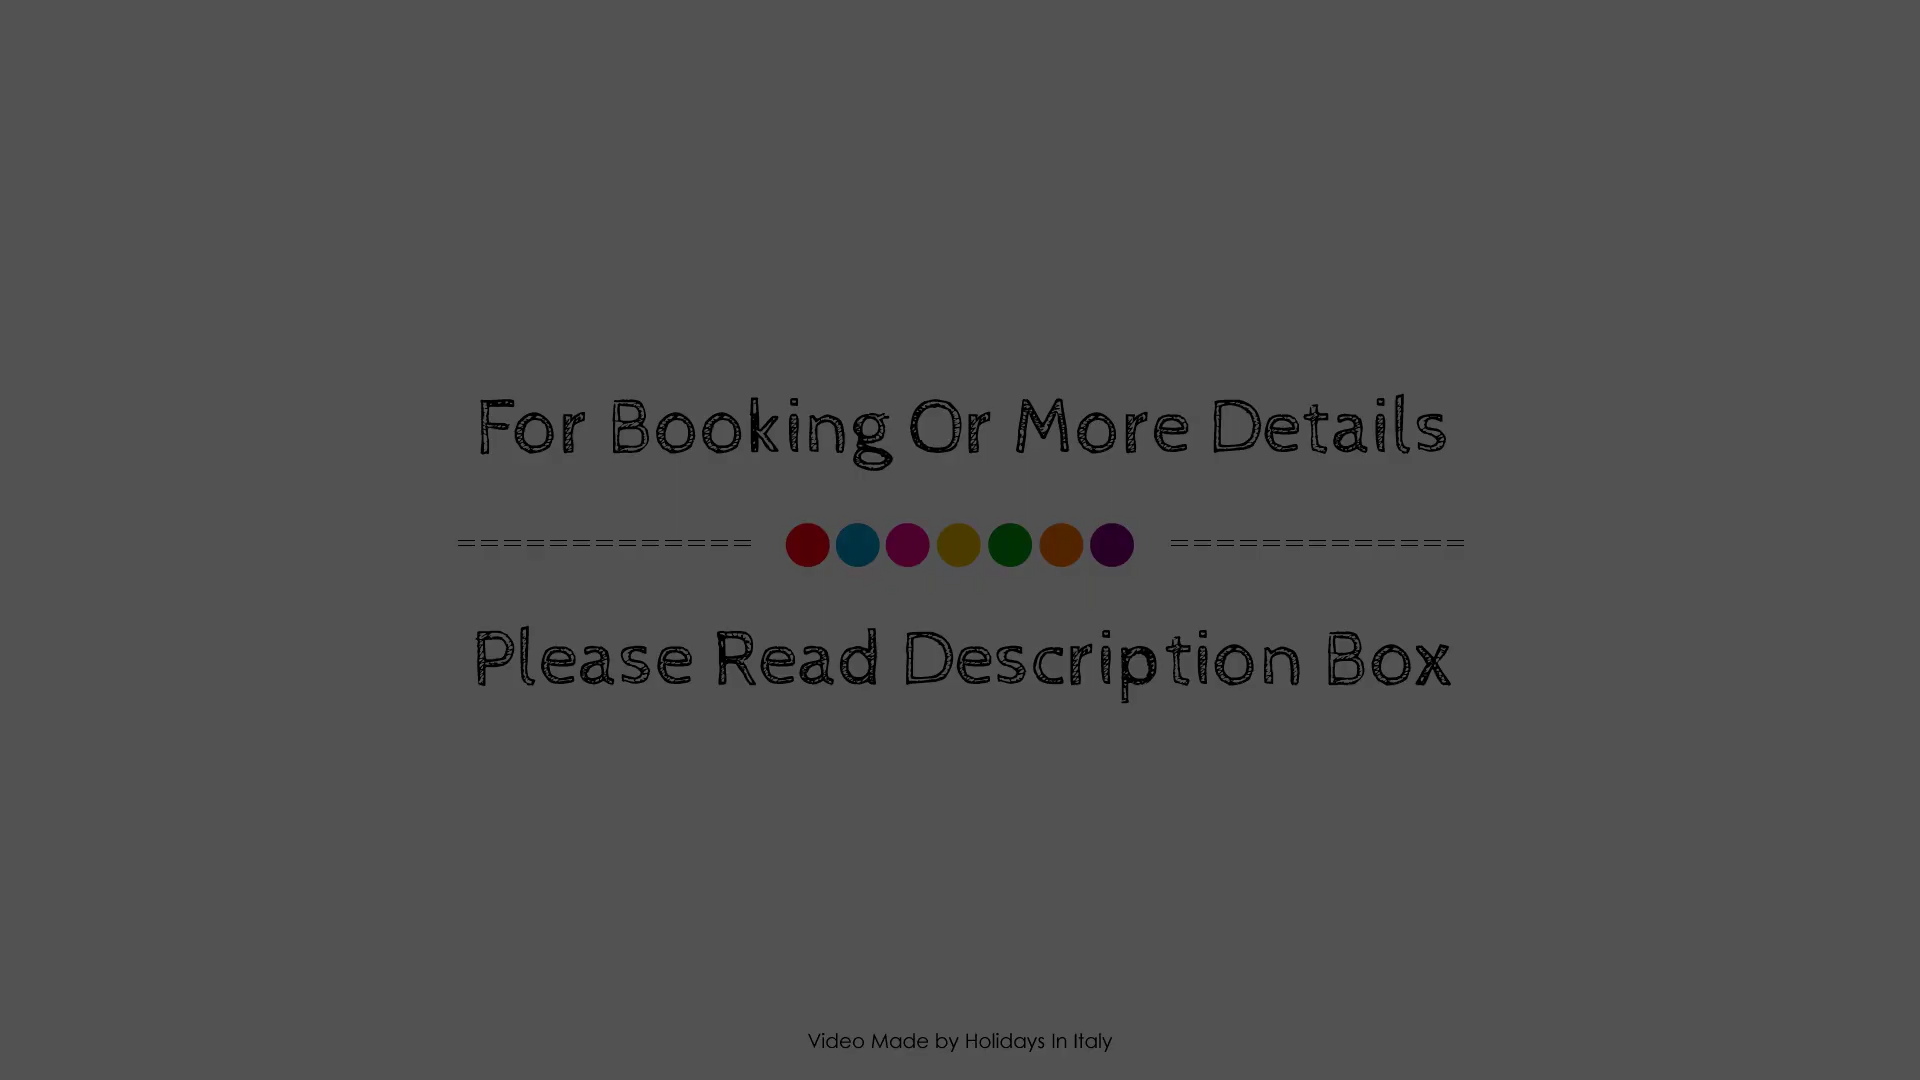 For Booking Or More Details
============= =============
Please Read Description Box
Video Made by Holidays In Italy